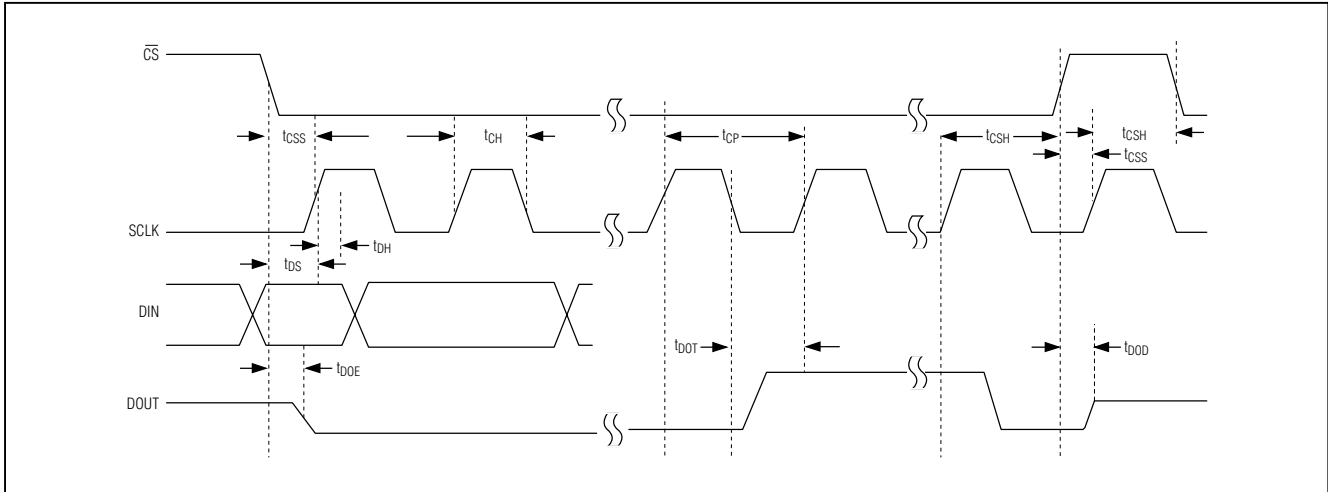 CS
tCSS
tCH
tCP
tCSH
tCSH
tCSS
SCLK
tDH
tDS
DIN
tDOT
tDOD
tDOE
DOUT